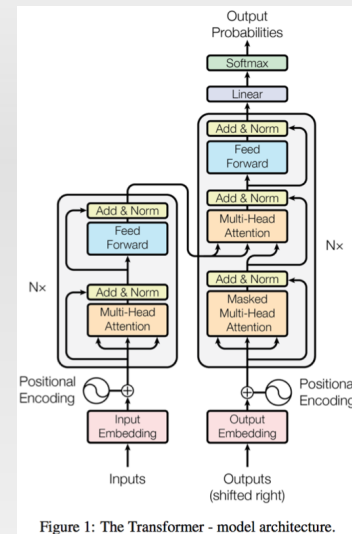 Output
Probabilities
Softmax
Linear
Add & Norm
Feed
Forward
Add & Norm
Multi-Head
Attention
Add & Norm
Masked
Multi-Head
Attention
Nx
Add & Norm
Feed
Forward
Add & Norm
Multi-Head
Attention
Nx
Positional
Encoding
Positional
Encoding
Input
Embedding
Output
Embedding
Inputs
Outputs
(shifted right)
Figure 1: The Transformer - model architecture.